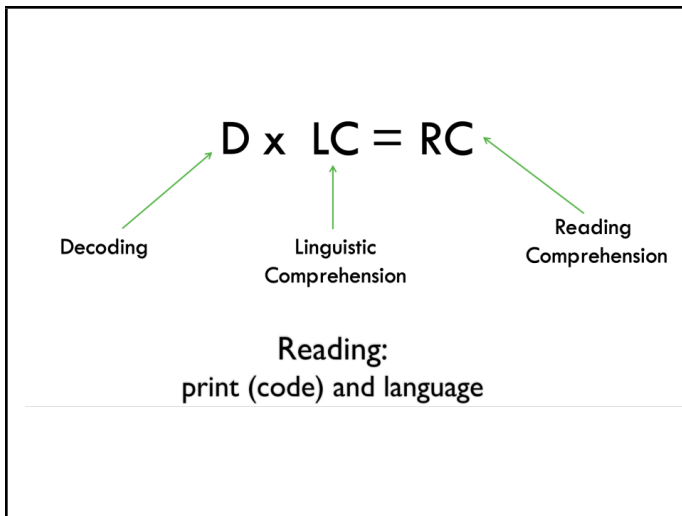 D x LC = RC
Decoding
Linguistic
Comprehension
Reading
Comprehension
Reading:
print (code) and language